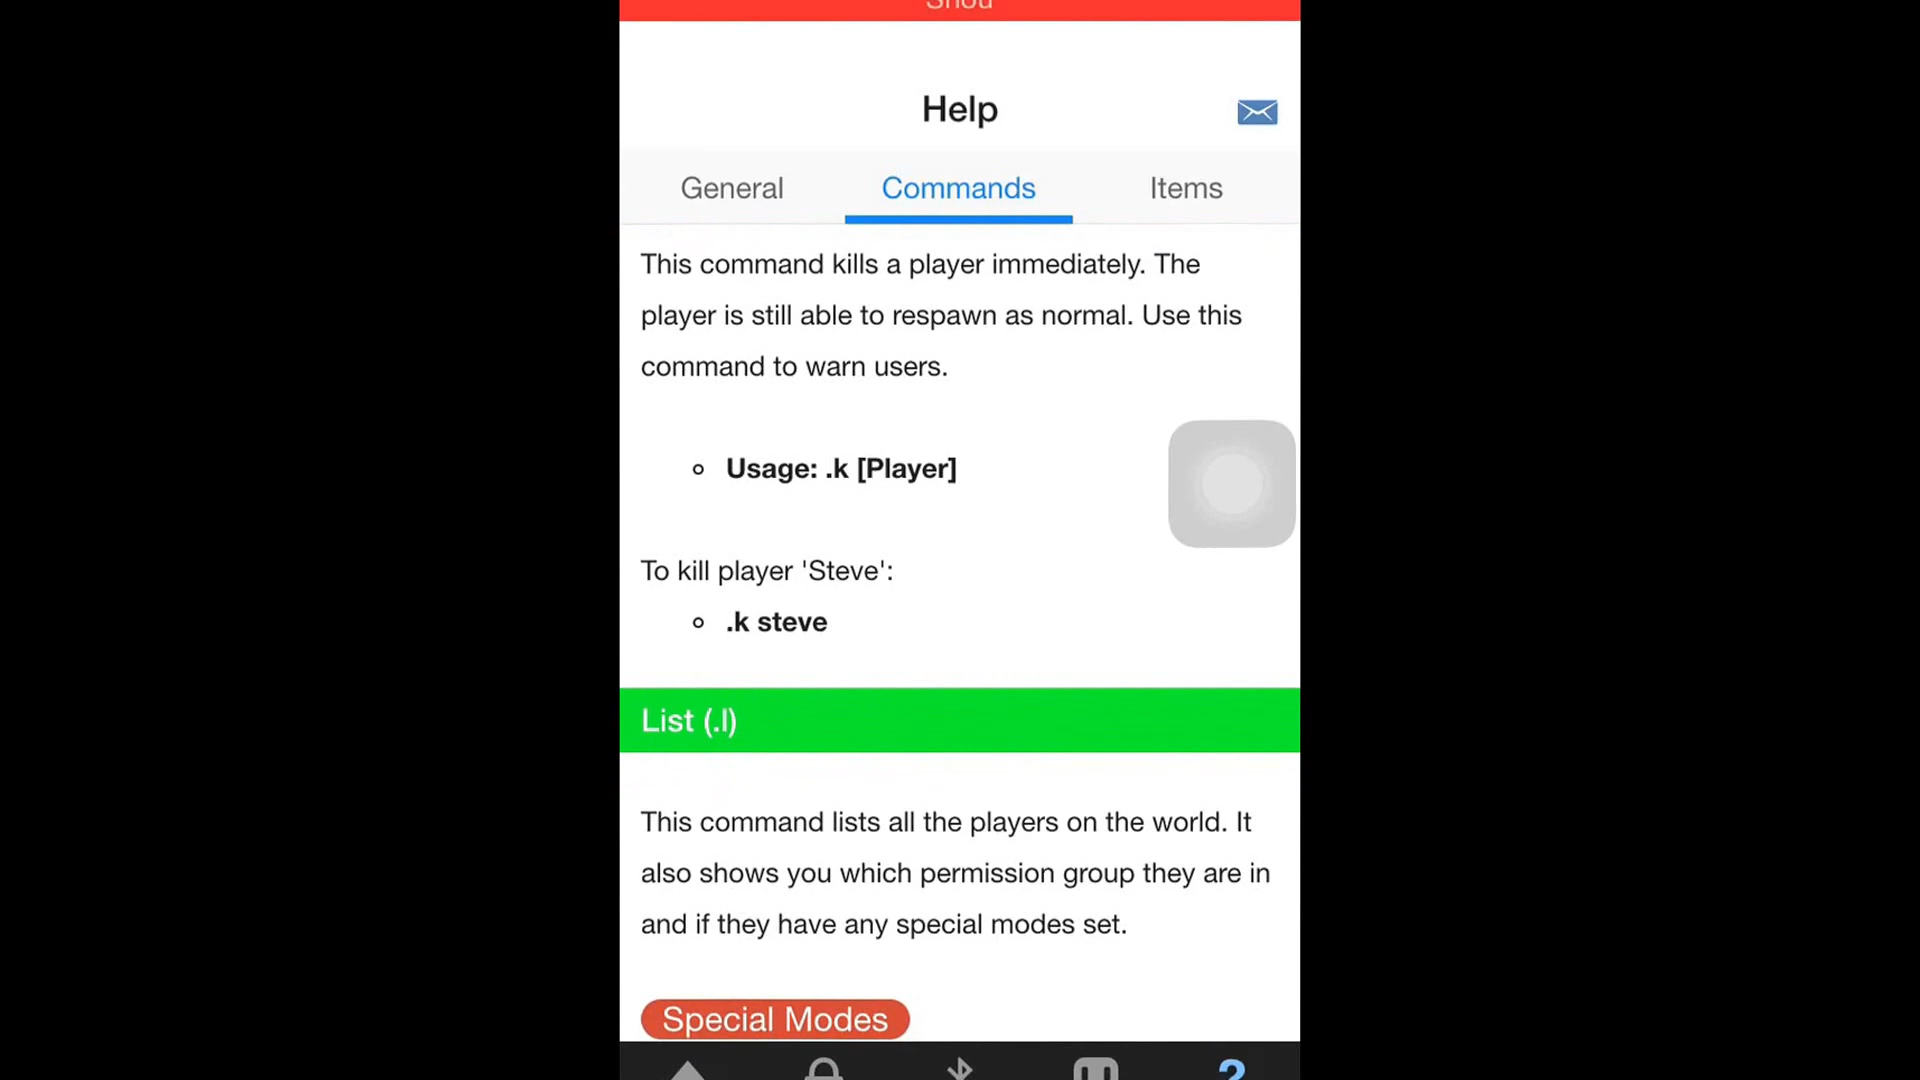 Shou
Help
General Commands Items
This command kills a player immediately. The
player is still able to respawn as normal. Use this
command to warn users.
Usage: .k [Player]
To kill player 'Steve':
.k steve
List (.l)
This command lists all the players on the world. It
also shows you which permission group they are in
and if they have any special modes set.
Special Modes
?